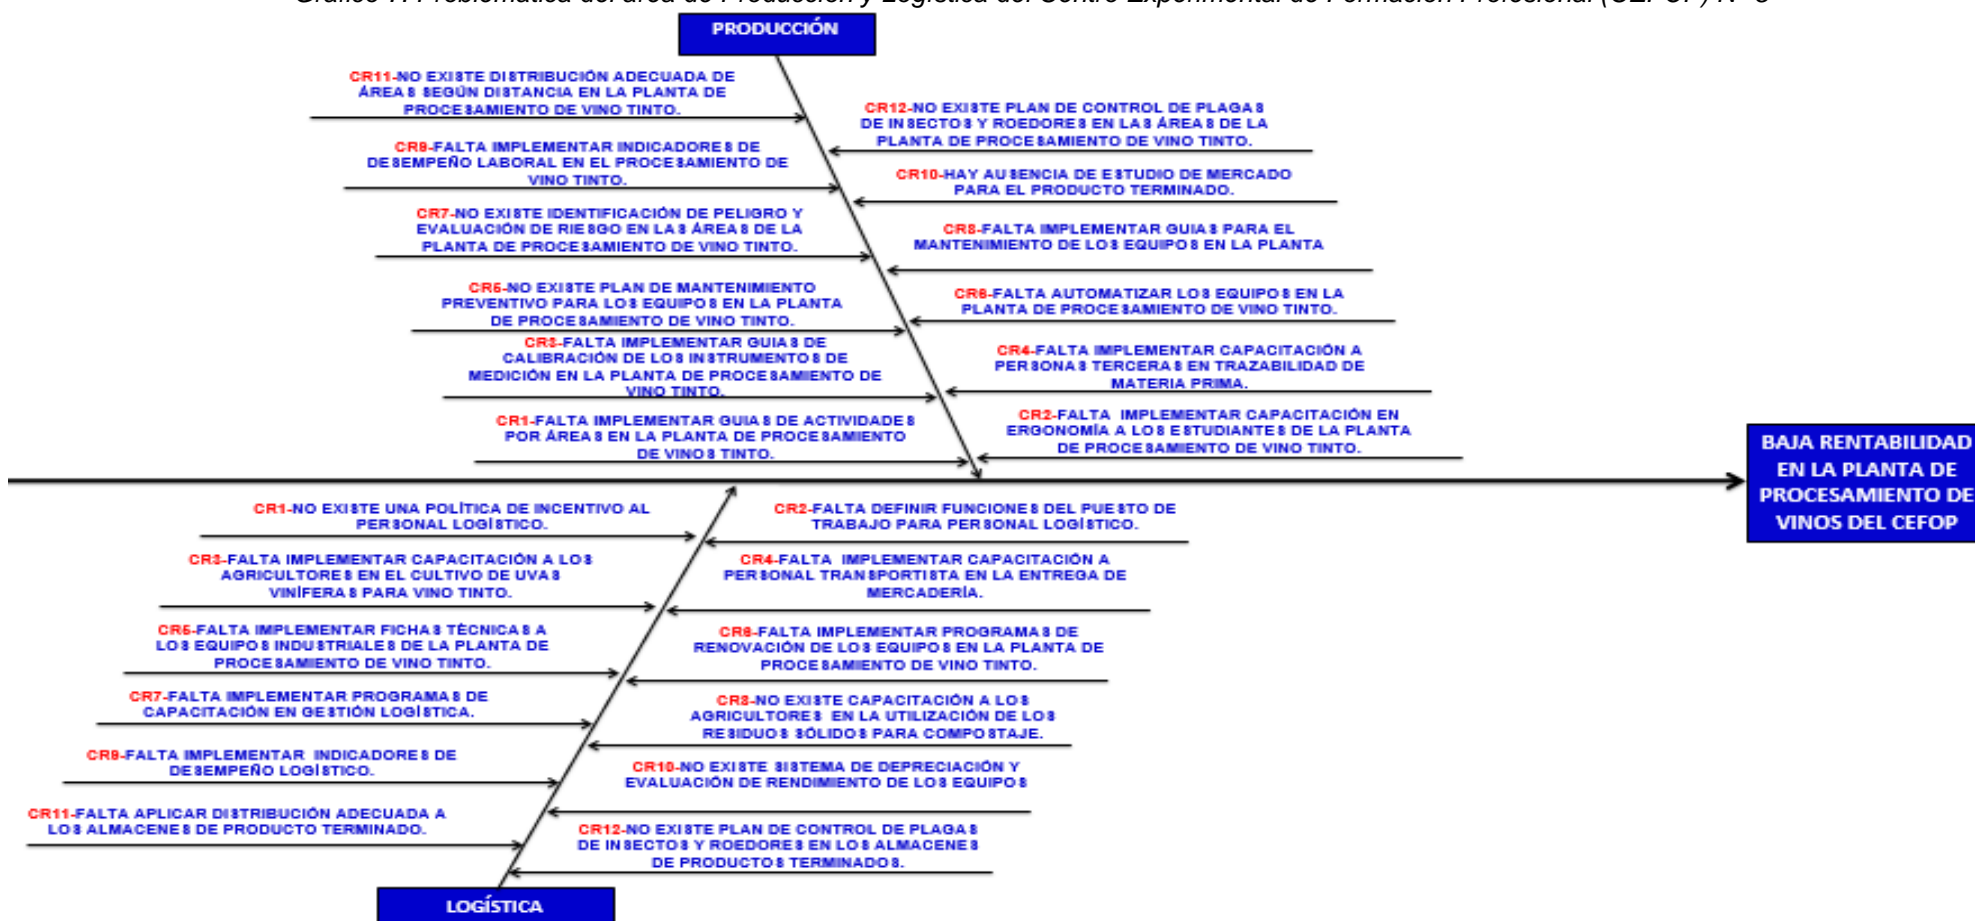 PRODUCCIÓN
CR11-NO EXISTE DISTRIBUCIÓN ADECUADA DE
ÁREAS SEGÚN DISTANCIA EN LA PLANTA DE
PROCESAMIENTO DE VINO TINTO.
CR12-NO EXISTE PLAN DE CONTROL DE PLAGAS
DE INSECTOS Y ROEDORES EN LAS ÁREAS DE LA
PLANTA DE PROCESAMIENTO DE VINO TINTO.
CR9-FALTA IMPLEMENTAR INDICADORES DE
DESEMPEÑO LABORAL EN EL PROCESAMIENTO DE
VINO TINTO.
CR10-HAY AUSENCIA DE ESTUDIO DE MERCADO
PARA EL PRODUCTO TERMINADO.
CR7-NO EXISTE IDENTIFICACIÓN DE PELIGRO Y
EVALUACIÓN DE RIESGO EN LAS ÁREAS DE LA
PLANTA DE PROCESAMIENTO DE VINO TINTO.
CR8-FALTA IMPLEMENTAR GUIAS PARA EL
MANTENIMIENTO DE LOS EQUIPOS EN LA PLANTA
CR5-NO EXISTE PLAN DE MANTENIMIENTO
PREVENTIVO PARA LOS EQUIPOS EN LA PLANTA
DE PROCESAMIENTO DE VINO TINTO.
CR6-FALTA AUTOMATIZAR LOS EQUIPOS EN LA
PLANTA DE PROCESAMIENTO DE VINO TINTO.
CR3-FALTA IMPLEMENTAR GUIAS DE
CALIBRACIÓN DE LOS INSTRUMENTOS DE
MEDICIÓN EN LA PLANTA DE PROCESAMIENTO DE
VINO TINTO.
CR4-FALTA IMPLEMENTAR CAPACITACIÓN A
PERSONAS TERCERAS EN TRAZABILIDAD DE
MATERIA PRIMA.
CR1-FALTA IMPLEMENTAR GUIAS DE ACTIVIDADES
POR ÁREAS EN LA PLANTA DE PROCESAMIENTO
DE VINOS TINTO.
CR2-FALTA IMPLEMENTAR CAPACITACIÓN EN
ERGONOMÍA A LOS ESTUDIANTES DE LA PLANTA
DE PROCESAMIENTO DE VINO TINTO.
BAJA RENTABILIDAD
EN LA PLANTA DE
PROCESAMIENTO DE
VINOS DEL CEFOP
CR1-NO EXISTE UNA POLÍTICA DE INCENTIVO AL
PERSONAL LOGÍSTICO.
CR2-FALTA DEFINIR FUNCIONES DEL PUESTO DE
TRABAJO PARA PERSONAL LOGÍSTICO.
CR3-FALTA IMPLEMENTAR CAPACITACIÓN A LOS
AGRICULTORES EN EL CULTIVO DE UVAS
VINÍFERAS PARA VINO TINTO.
CR4-FALTA IMPLEMENTAR CAPACITACIÓN A
PERSONAL TRANSPORTISTA EN LA ENTREGA DE
MERCADERÍA.
CR5-FALTA IMPLEMENTAR FICHAS TÉCNICAS A
LOS EQUIPOS INDUSTRIALES DE LA PLANTA DE
PROCESAMIENTO DE VINO TINTO.
CR6-FALTA IMPLEMENTAR PROGRAMAS DE
RENOVACIÓN DE LOS EQUIPOS EN LA PLANTA DE
PROCESAMIENTO DE VINO TINTO.
CR7-FALTA IMPLEMENTAR PROGRAMAS DE
CAPACITACIÓN EN GESTIÓN LOGÍSTICA.
CR8-NO EXISTE CAPACITACIÓN A LOS
AGRICULTORES EN LA UTILIZACIÓN DE LOS
RESIDUOS SÓLIDOS PARA COMPOSTAJE.
CR9-FALTA IMPLEMENTAR INDICADORES DE
DESEMPEÑO LOGÍSTICO.
CR10-NO EXISTE SISTEMA DE DEPRECIACIÓN Y
EVALUACIÓN DE RENDIMIENTO DE LOS EQUIPOS
CR11-FALTA APLICAR DISTRIBUCIÓN ADECUADA A
LOS ALMACENES DE PRODUCTO TERMINADO.
CR12-NO EXISTE PLAN DE CONTROL DE PLAGAS
DE INSECTOS Y ROEDORES EN LOS ALMACENES
DE PRODUCTOS TERMINADOS.
LOGÍSTICA